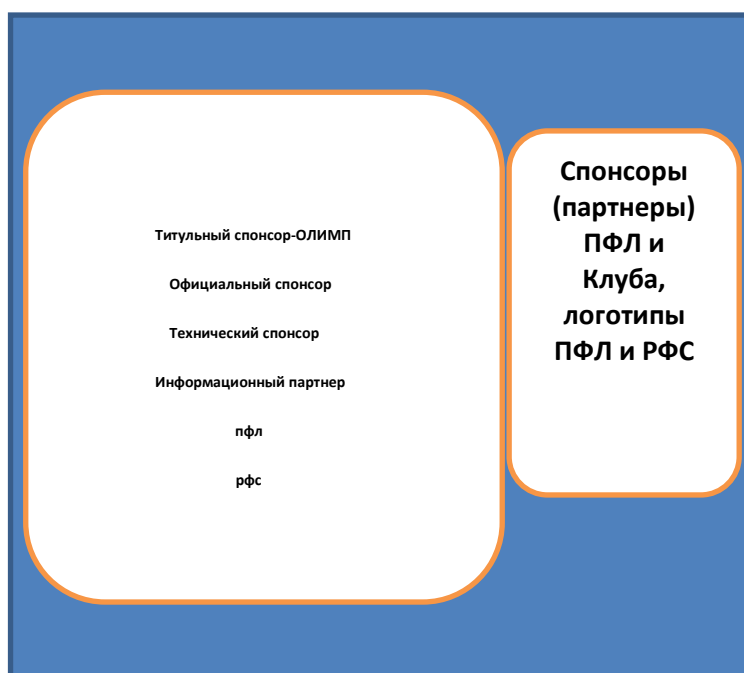 Титульный спонсор-ОЛИМП
Официальный спонсор
Технический спонсор
Информационный партнер
пфл
рфс
Спонсоры
(партнеры)
ПФЛ и
Клуба,
логотипы
ПФЛ и РФС